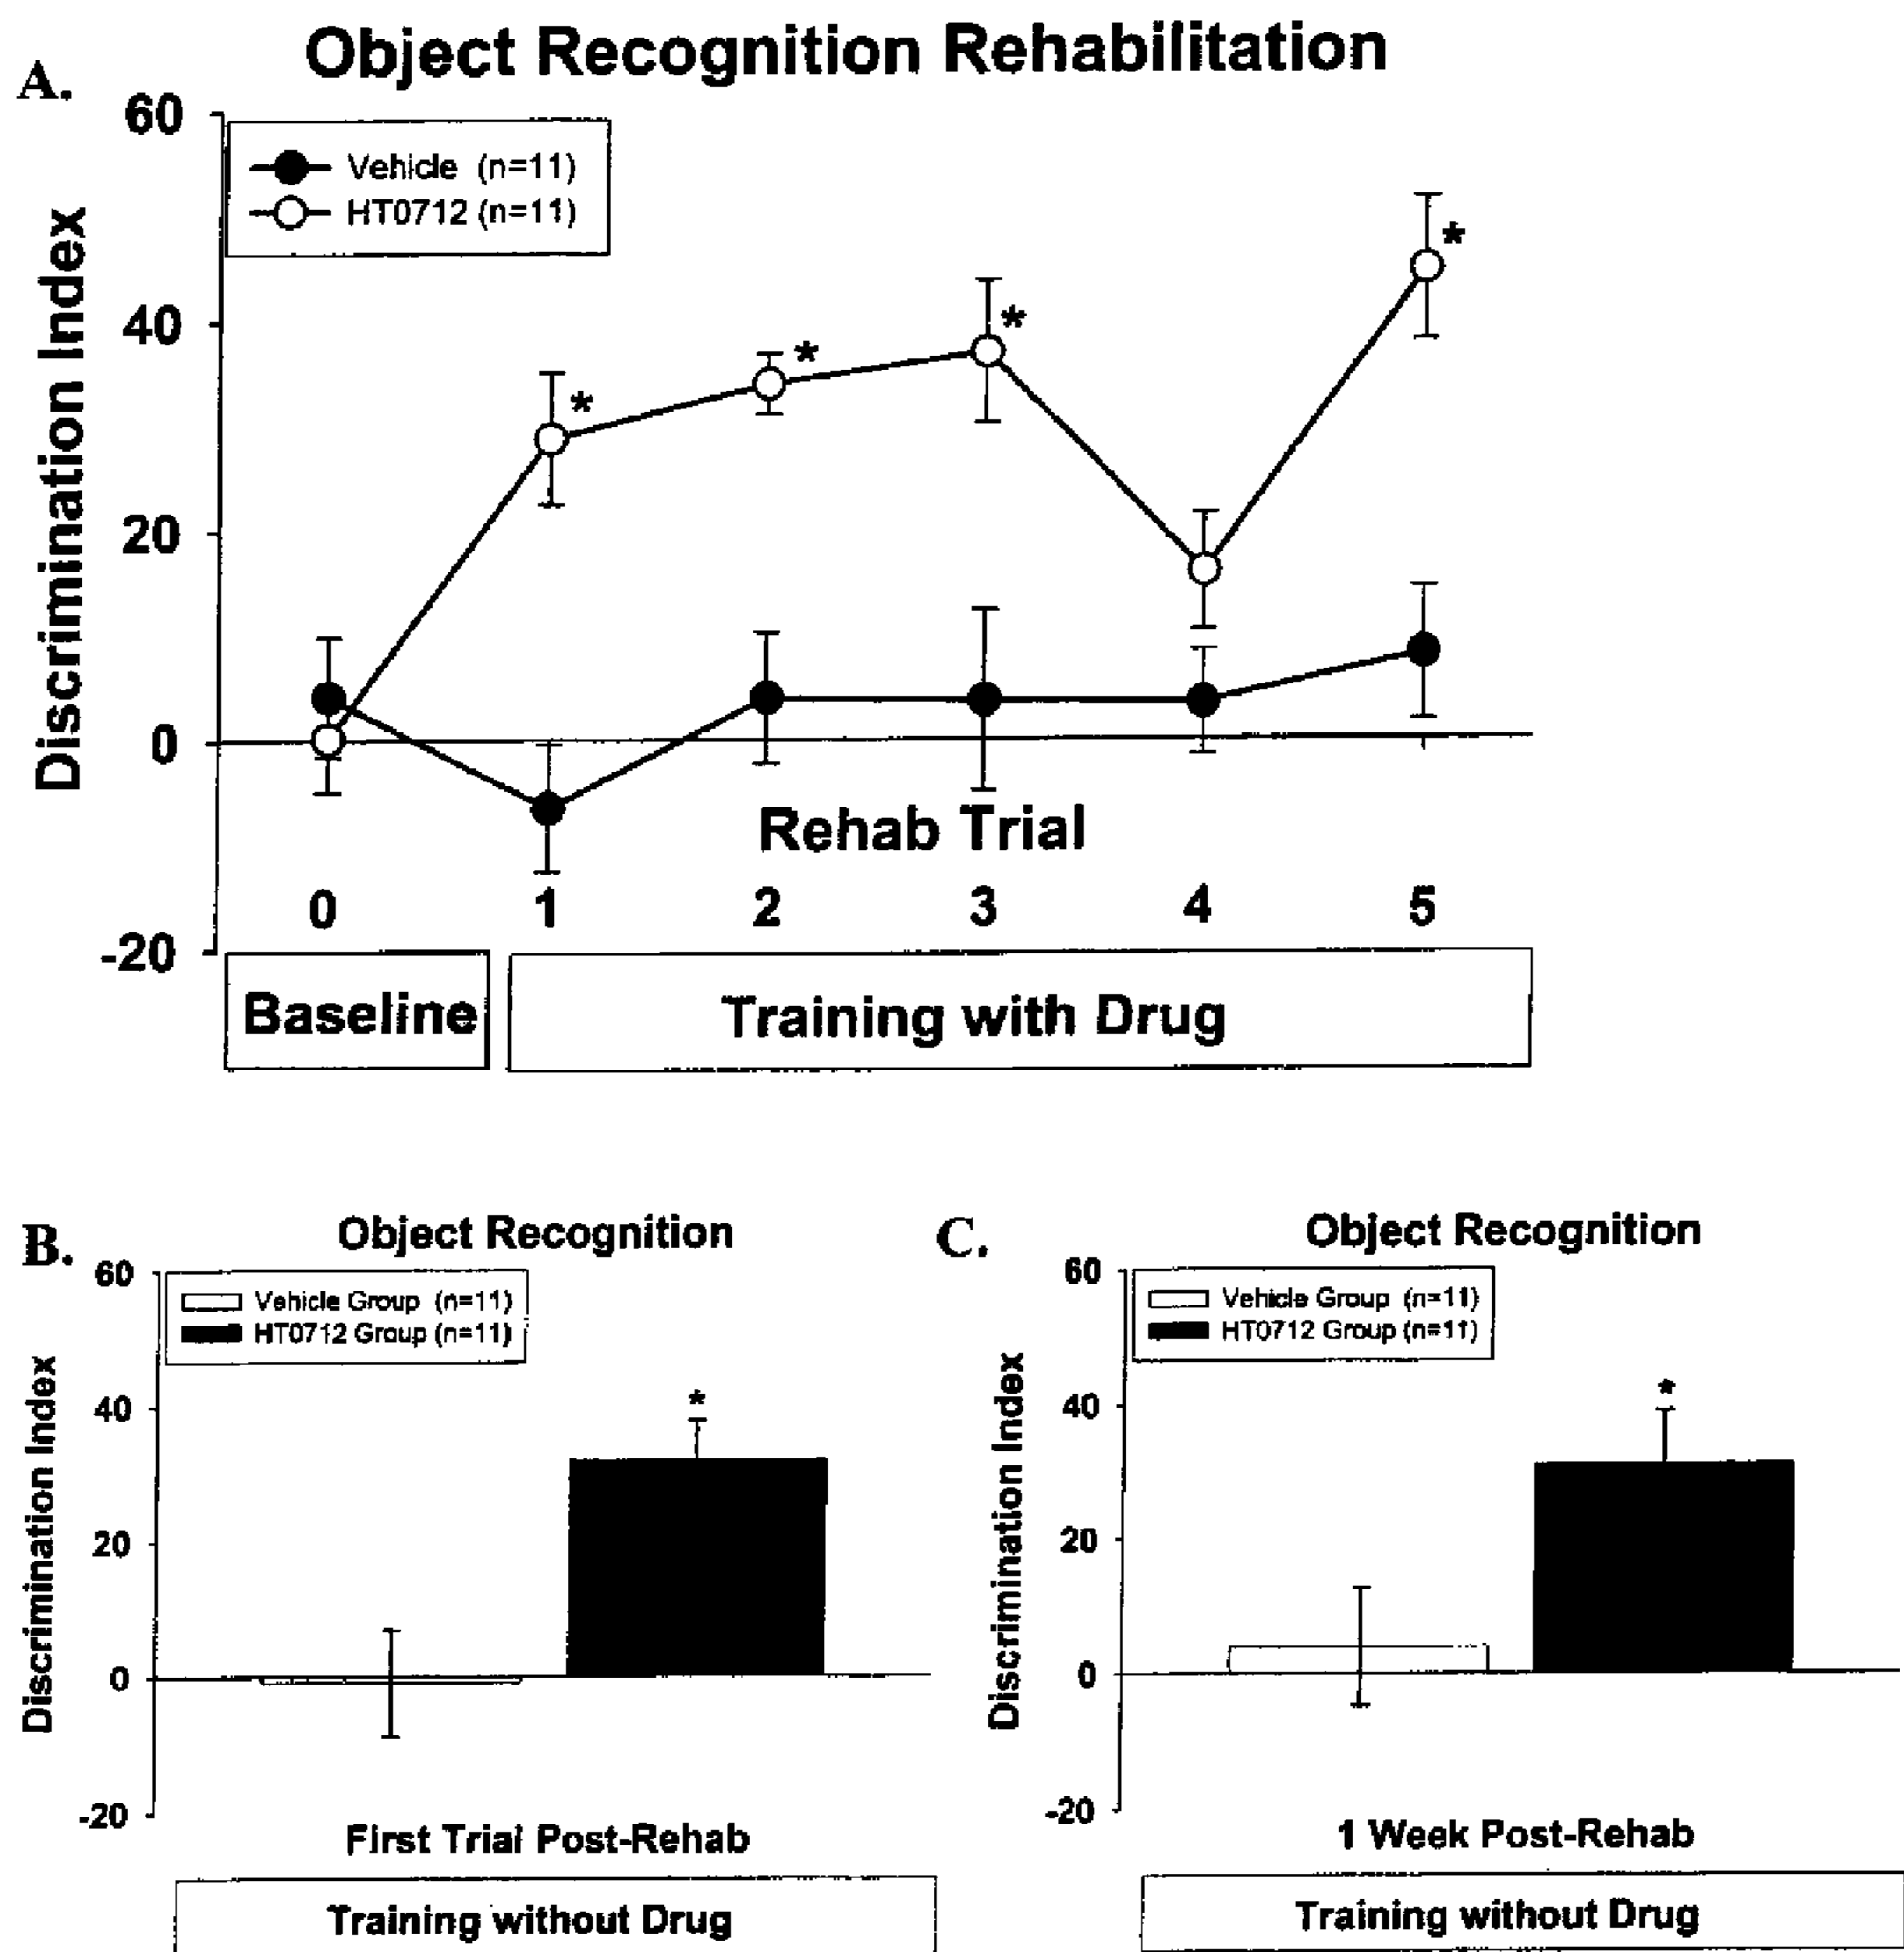 Object Recognition Rehabilitation
A.
60
40
20
0
-20
Discrimination Index
Vehicle (n=11)
HT0712 (n=11)
*
*
*
*
Rehab Trial
0 1 2 3 4 5
Baseline
Training with Drug
B.
Object Recognition
60
40
20
0
-20
Discrimination Index
Vehicle Group (n=11)
HT0712 Group (n=11)
*
First Trial Post-Rehab
Training without Drug
C.
Object Recognition
60
40
20
0
-20
Discrimination Index
Vehicle Group (n=11)
HT0712 Group (n=11)
*
1 Week Post-Rehab
Training without Drug